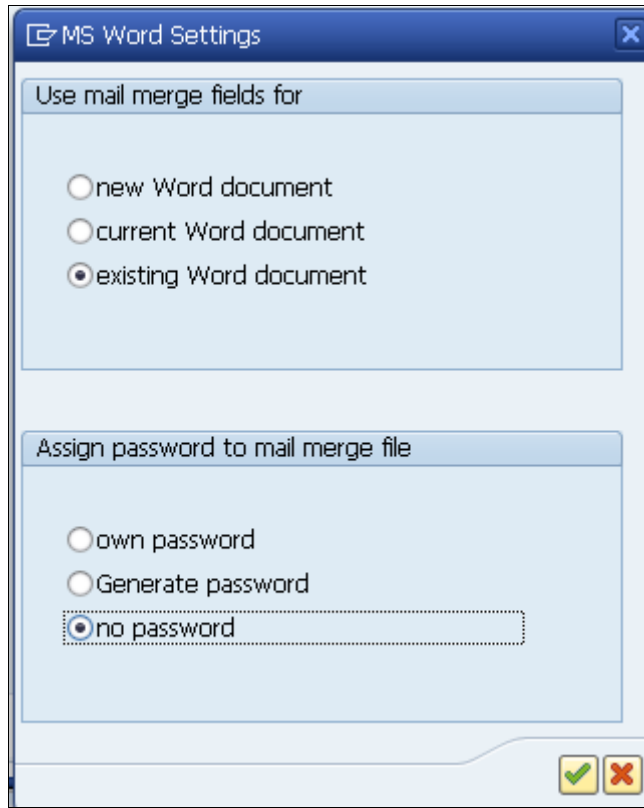 MS Word Settings
Use mail merge fields for
new Word document
current Word document
existing Word document
Assign password to mail merge file
own password
Generate password
no password